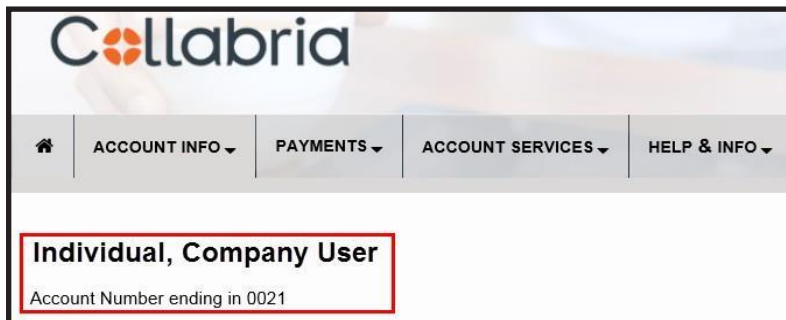 Collabria
ACCOUNT INFO PAYMENTS ACCOUNT SERVICES HELP & INFO
Individual, Company User
Account Number ending in 0021